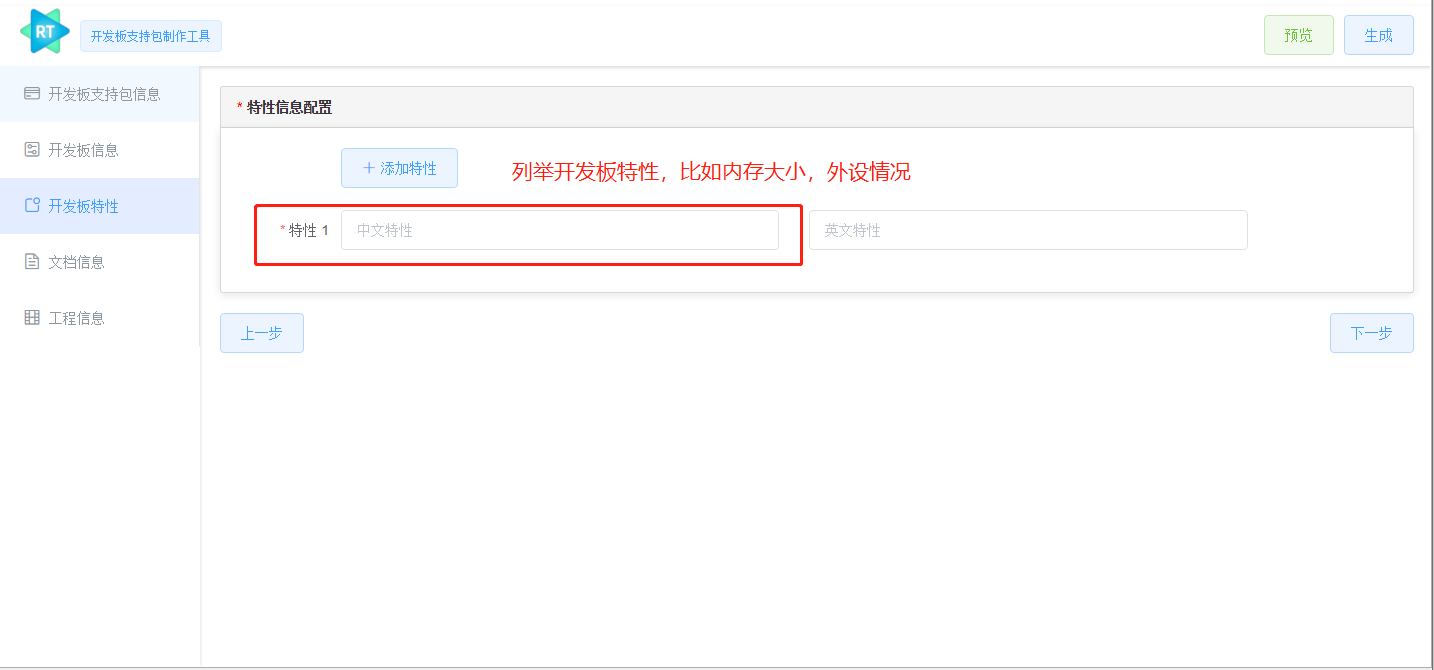 RT
开发板支持包制作工具
预览
生成
开发板支持包信息
开发板信息
开发板特性
文档信息
工程信息
* 特性信息配置
+ 添加特性
列举开发板特性，比如内存大小，外设情况
* 特性 1
中文特性
英文特性
上一步
下一步